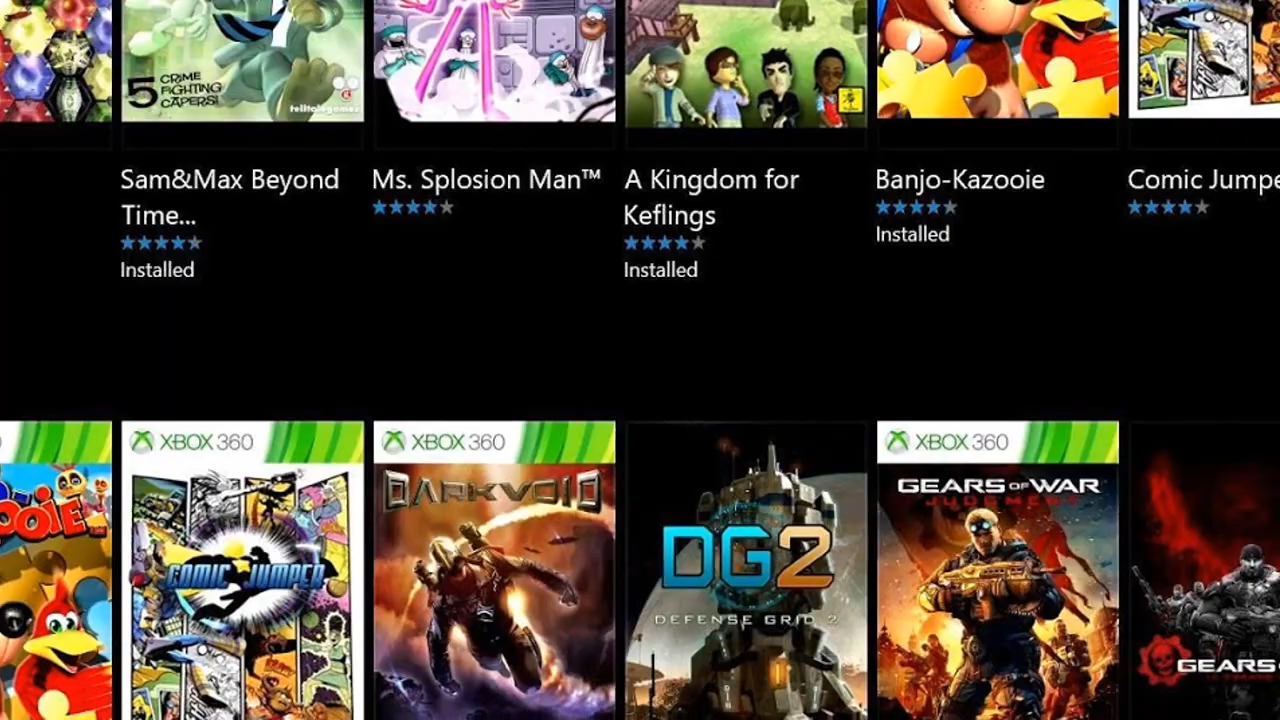 5 CRIME
FIGHTING
CAPERS!
telltalegames
Sam&Max Beyond
Time...
Installed
Ms. Splosion Man™
A Kingdom for
Keflings
Installed
Banjo-Kazooie
Installed
Comic Jumpe
OOIE
XBOX 360
COMIC JUMPER
XBOX 360
DARKVOID
DG2
DEFENSE GRID 2
XBOX 360
GEARS OF WAR
JUDGMENT
GEARS